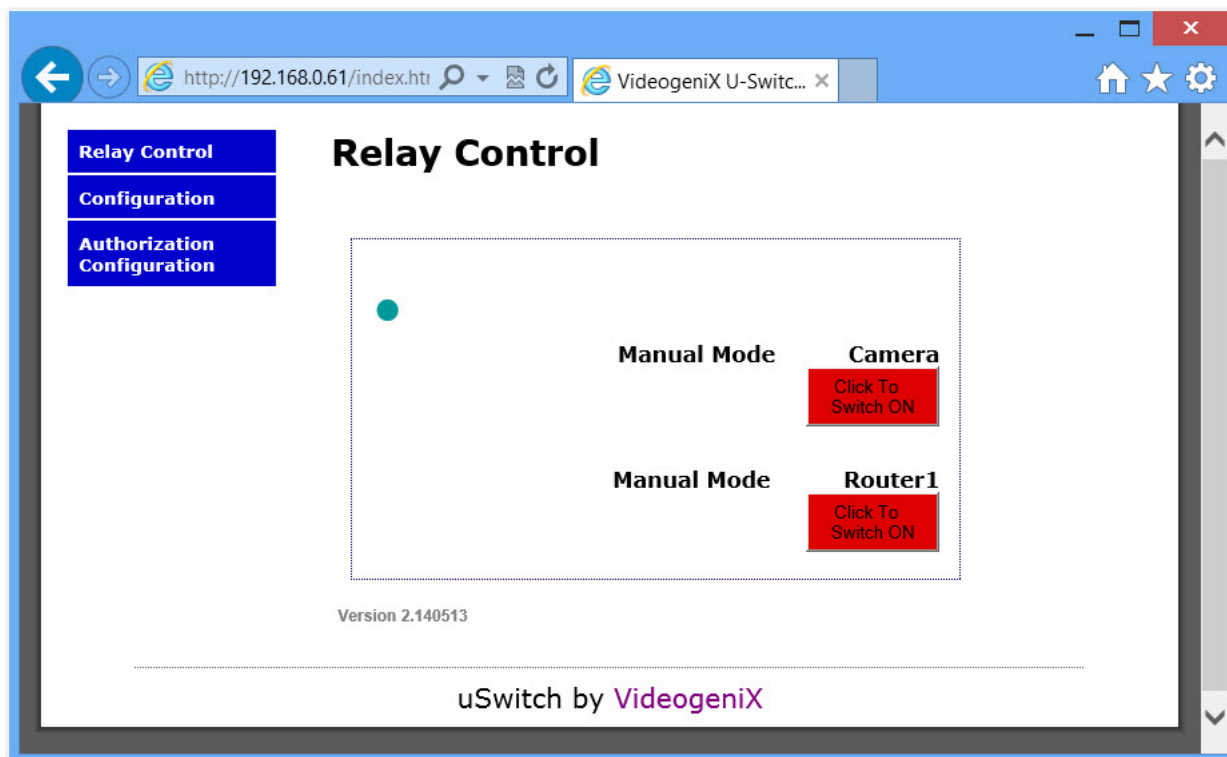 http://192.168.0.61/index.htm
VideogeniX U-Switc...
Relay Control
Configuration
Authorization
Configuration
Relay Control
Manual Mode Camera
Click To
Switch ON
Manual Mode Router1
Click To
Switch ON
Version 2.140513
uSwitch by VideogeniX